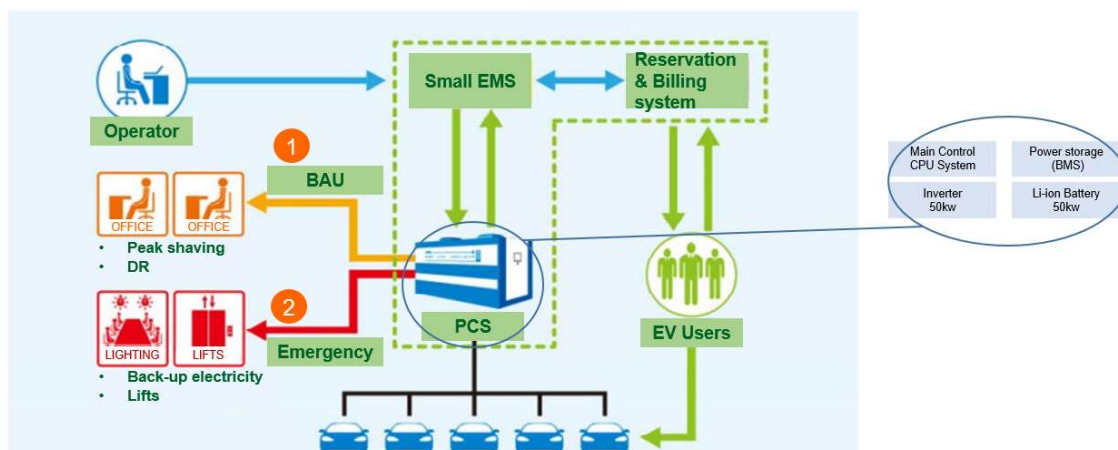 Operator
Small EMS
Reservation
& Billing
system
1
BAU
OFFICE
OFFICE
• Peak shaving
• DR
2
Emergency
LIGHTING
LIFTS
• Back-up electricity
• Lifts
PCS
EV Users
Main Control
CPU System
Power storage
(BMS)
Inverter
50kw
Li-ion Battery
50kw